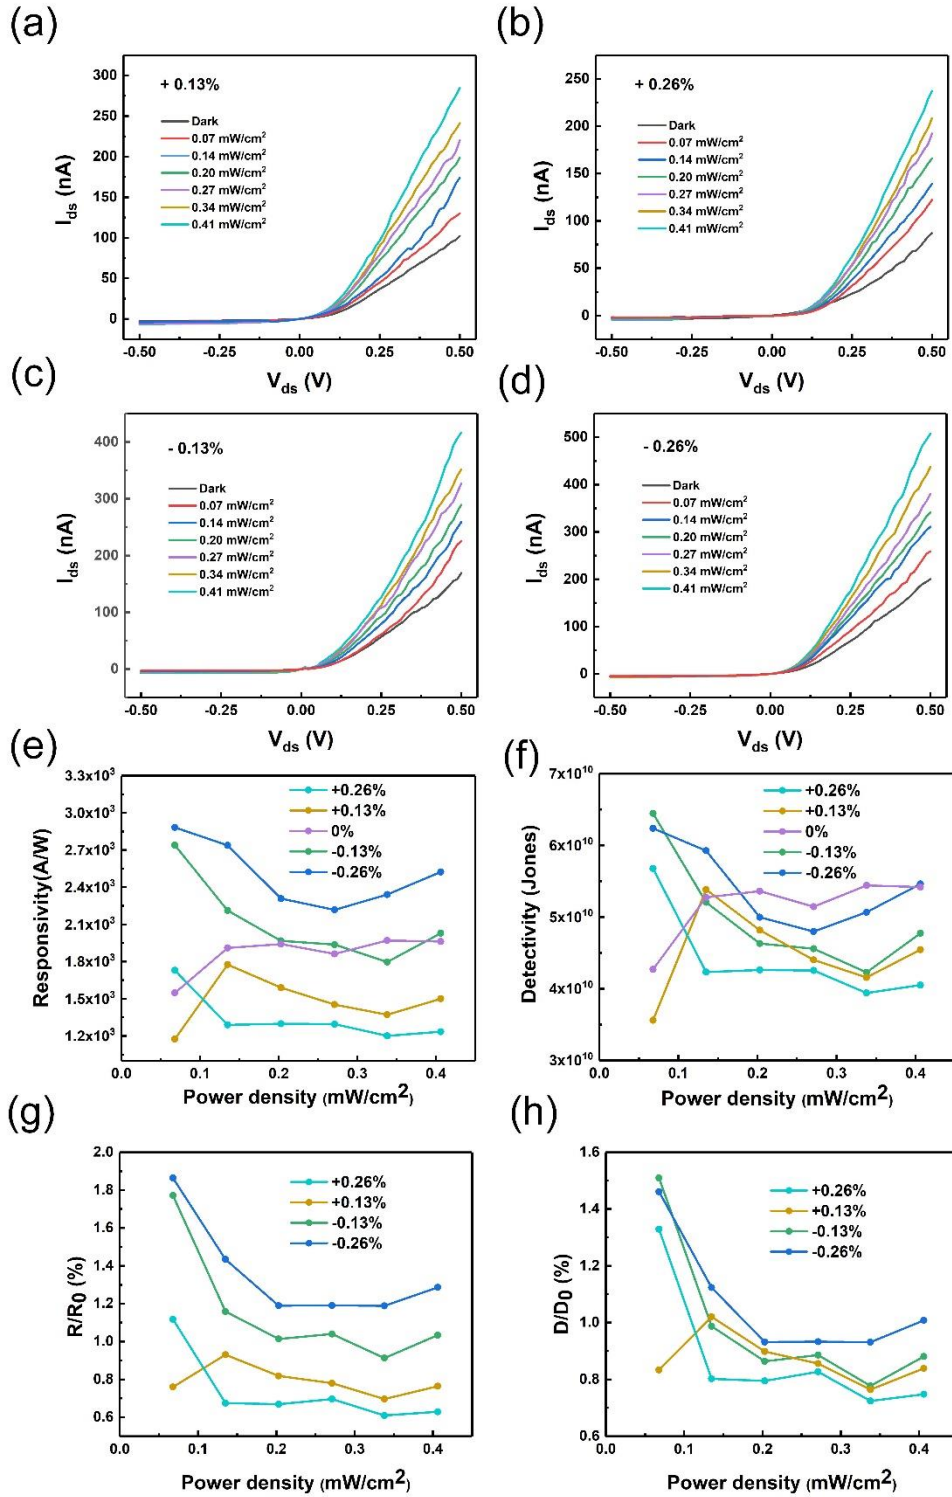 (a)
+ 0.13%
Dark
0.07 mW/cm²
0.14 mW/cm²
0.20 mW/cm²
0.27 mW/cm²
0.34 mW/cm²
0.41 mW/cm²
300
250
200
150
100
50
0
Ids (nA)
-0.50
-0.25
0.00
0.25
0.50
Vds (V)
(b)
+ 0.26%
Dark
0.07 mW/cm²
0.14 mW/cm²
0.20 mW/cm²
0.27 mW/cm²
0.34 mW/cm²
0.41 mW/cm²
250
200
150
100
50
0
Ids (nA)
-0.50
-0.25
0.00
0.25
0.50
Vds (V)
(c)
- 0.13%
Dark
0.07 mW/cm²
0.14 mW/cm²
0.20 mW/cm²
0.27 mW/cm²
0.34 mW/cm²
0.41 mW/cm²
400
300
200
100
0
Ids (nA)
-0.50
-0.25
0.00
0.25
0.50
Vds (V)
(d)
- 0.26%
Dark
0.07 mW/cm²
0.14 mW/cm²
0.20 mW/cm²
0.27 mW/cm²
0.34 mW/cm²
0.41 mW/cm²
500
400
300
200
100
0
Ids (nA)
-0.50
-0.25
0.00
0.25
0.50
Vds (V)
(e)
3.3x10³
3.0x10³
2.7x10³
2.4x10³
2.1x10³
1.8x10³
1.5x10³
1.2x10³
Responsivity(A/W)
+0.26%
+0.13%
0%
-0.13%
-0.26%
0.0
0.1
0.2
0.3
0.4
Power density (mW/cm²)
(f)
7x10¹⁰
6x10¹⁰
5x10¹⁰
4x10¹⁰
3x10¹⁰
Detectivity (Jones)
+0.26%
+0.13%
0%
-0.13%
-0.26%
0.0
0.1
0.2
0.3
0.4
Power density (mW/cm²)
(g)
2.0
1.8
1.6
1.4
1.2
1.0
0.8
0.6
R/R0 (%)
+0.26%
+0.13%
-0.13%
-0.26%
0.0
0.1
0.2
0.3
0.4
Power density (mW/cm²)
(h)
1.6
1.4
1.2
1.0
0.8
0.6
D/D0 (%)
+0.26%
+0.13%
-0.13%
-0.26%
0.0
0.1
0.2
0.3
0.4
Power density (mW/cm²)